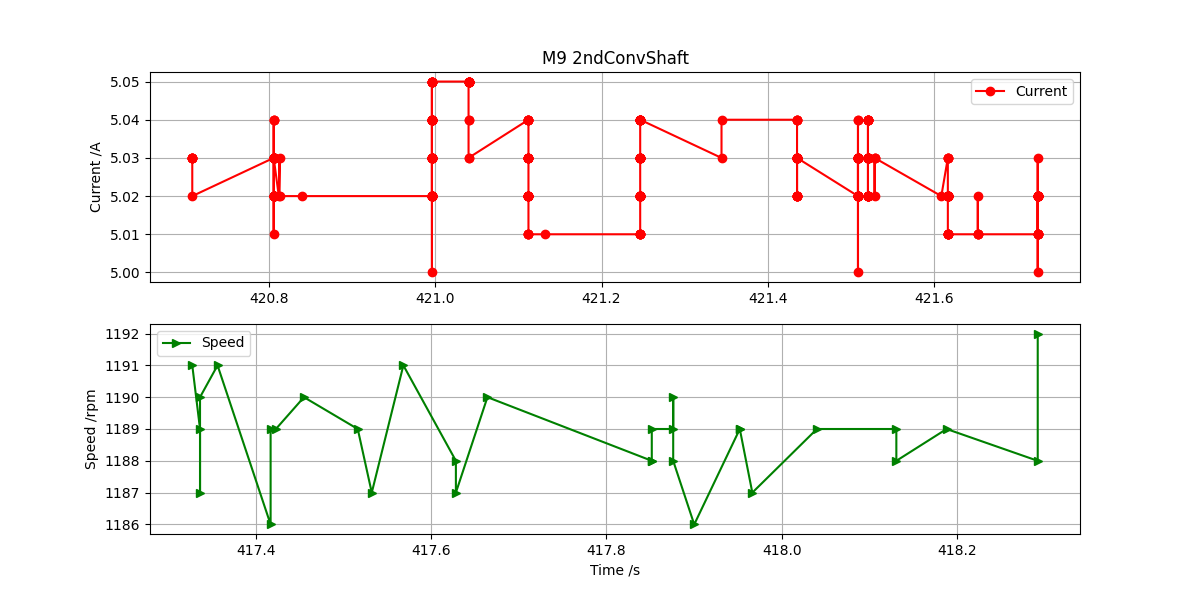 M9 2ndConvShaft
Current /A
5.05
5.04
5.03
5.02
5.01
5.00
Current
420.8 421.0 421.2 421.4 421.6
Speed /rpm
1192
1191
1190
1189
1188
1187
1186
Speed
417.4 417.6 417.8 418.0 418.2
Time /s